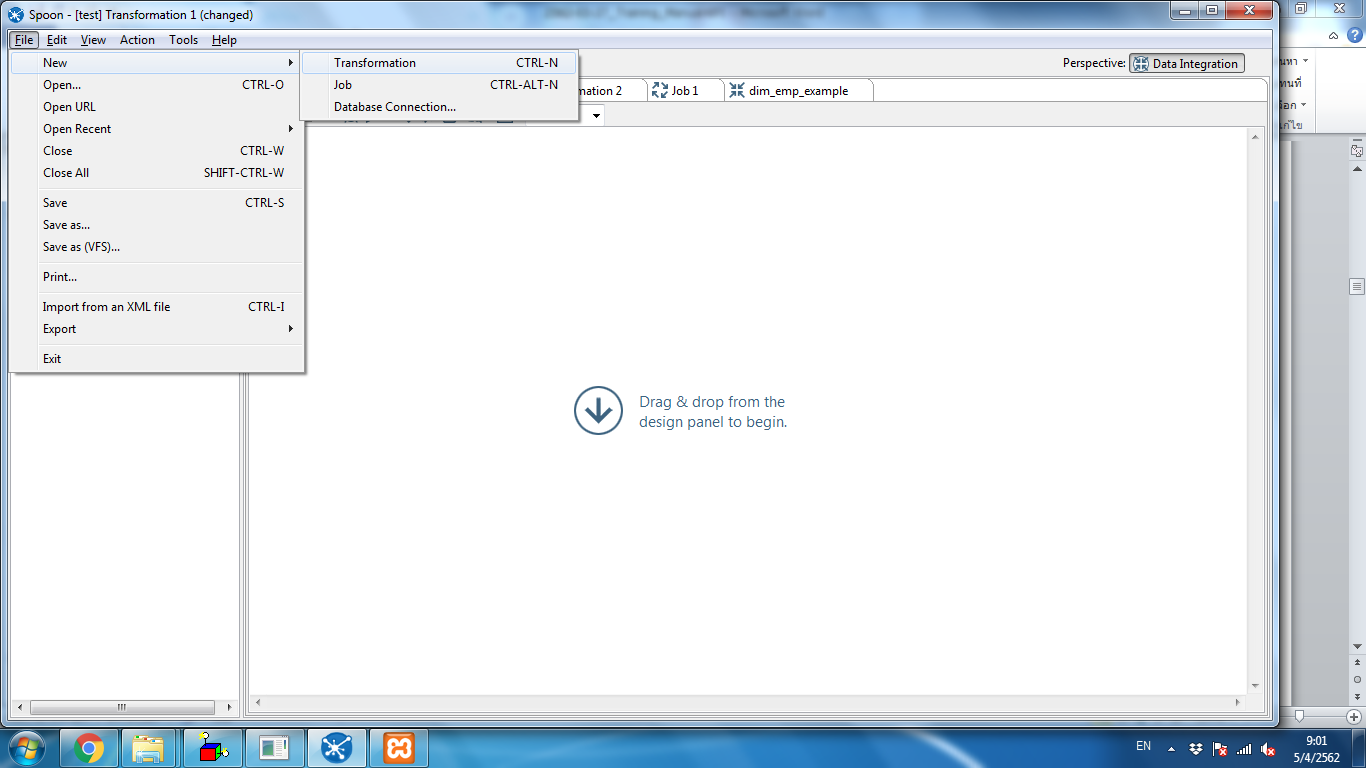 Spoon - [test] Transformation 1 (changed)
File Edit View Action Tools Help
New
Open... CTRL-O
Open URL
Open Recent
Close CTRL-W
Close All SHIFT-CTRL-W
Save CTRL-S
Save as...
Save as (VFS)...
Print...
Import from an XML file CTRL-I
Export
Exit
Transformation CTRL-N
Job CTRL-ALT-N
Database Connection...
Perspective: Data Integration
mation 2 Job 1 dim_emp_example
Drag & drop from the
design panel to begin.
EN
9:01
5/4/2562